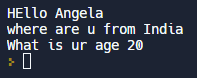 HEllo Angela
where are u from India
What is ur age 20
>